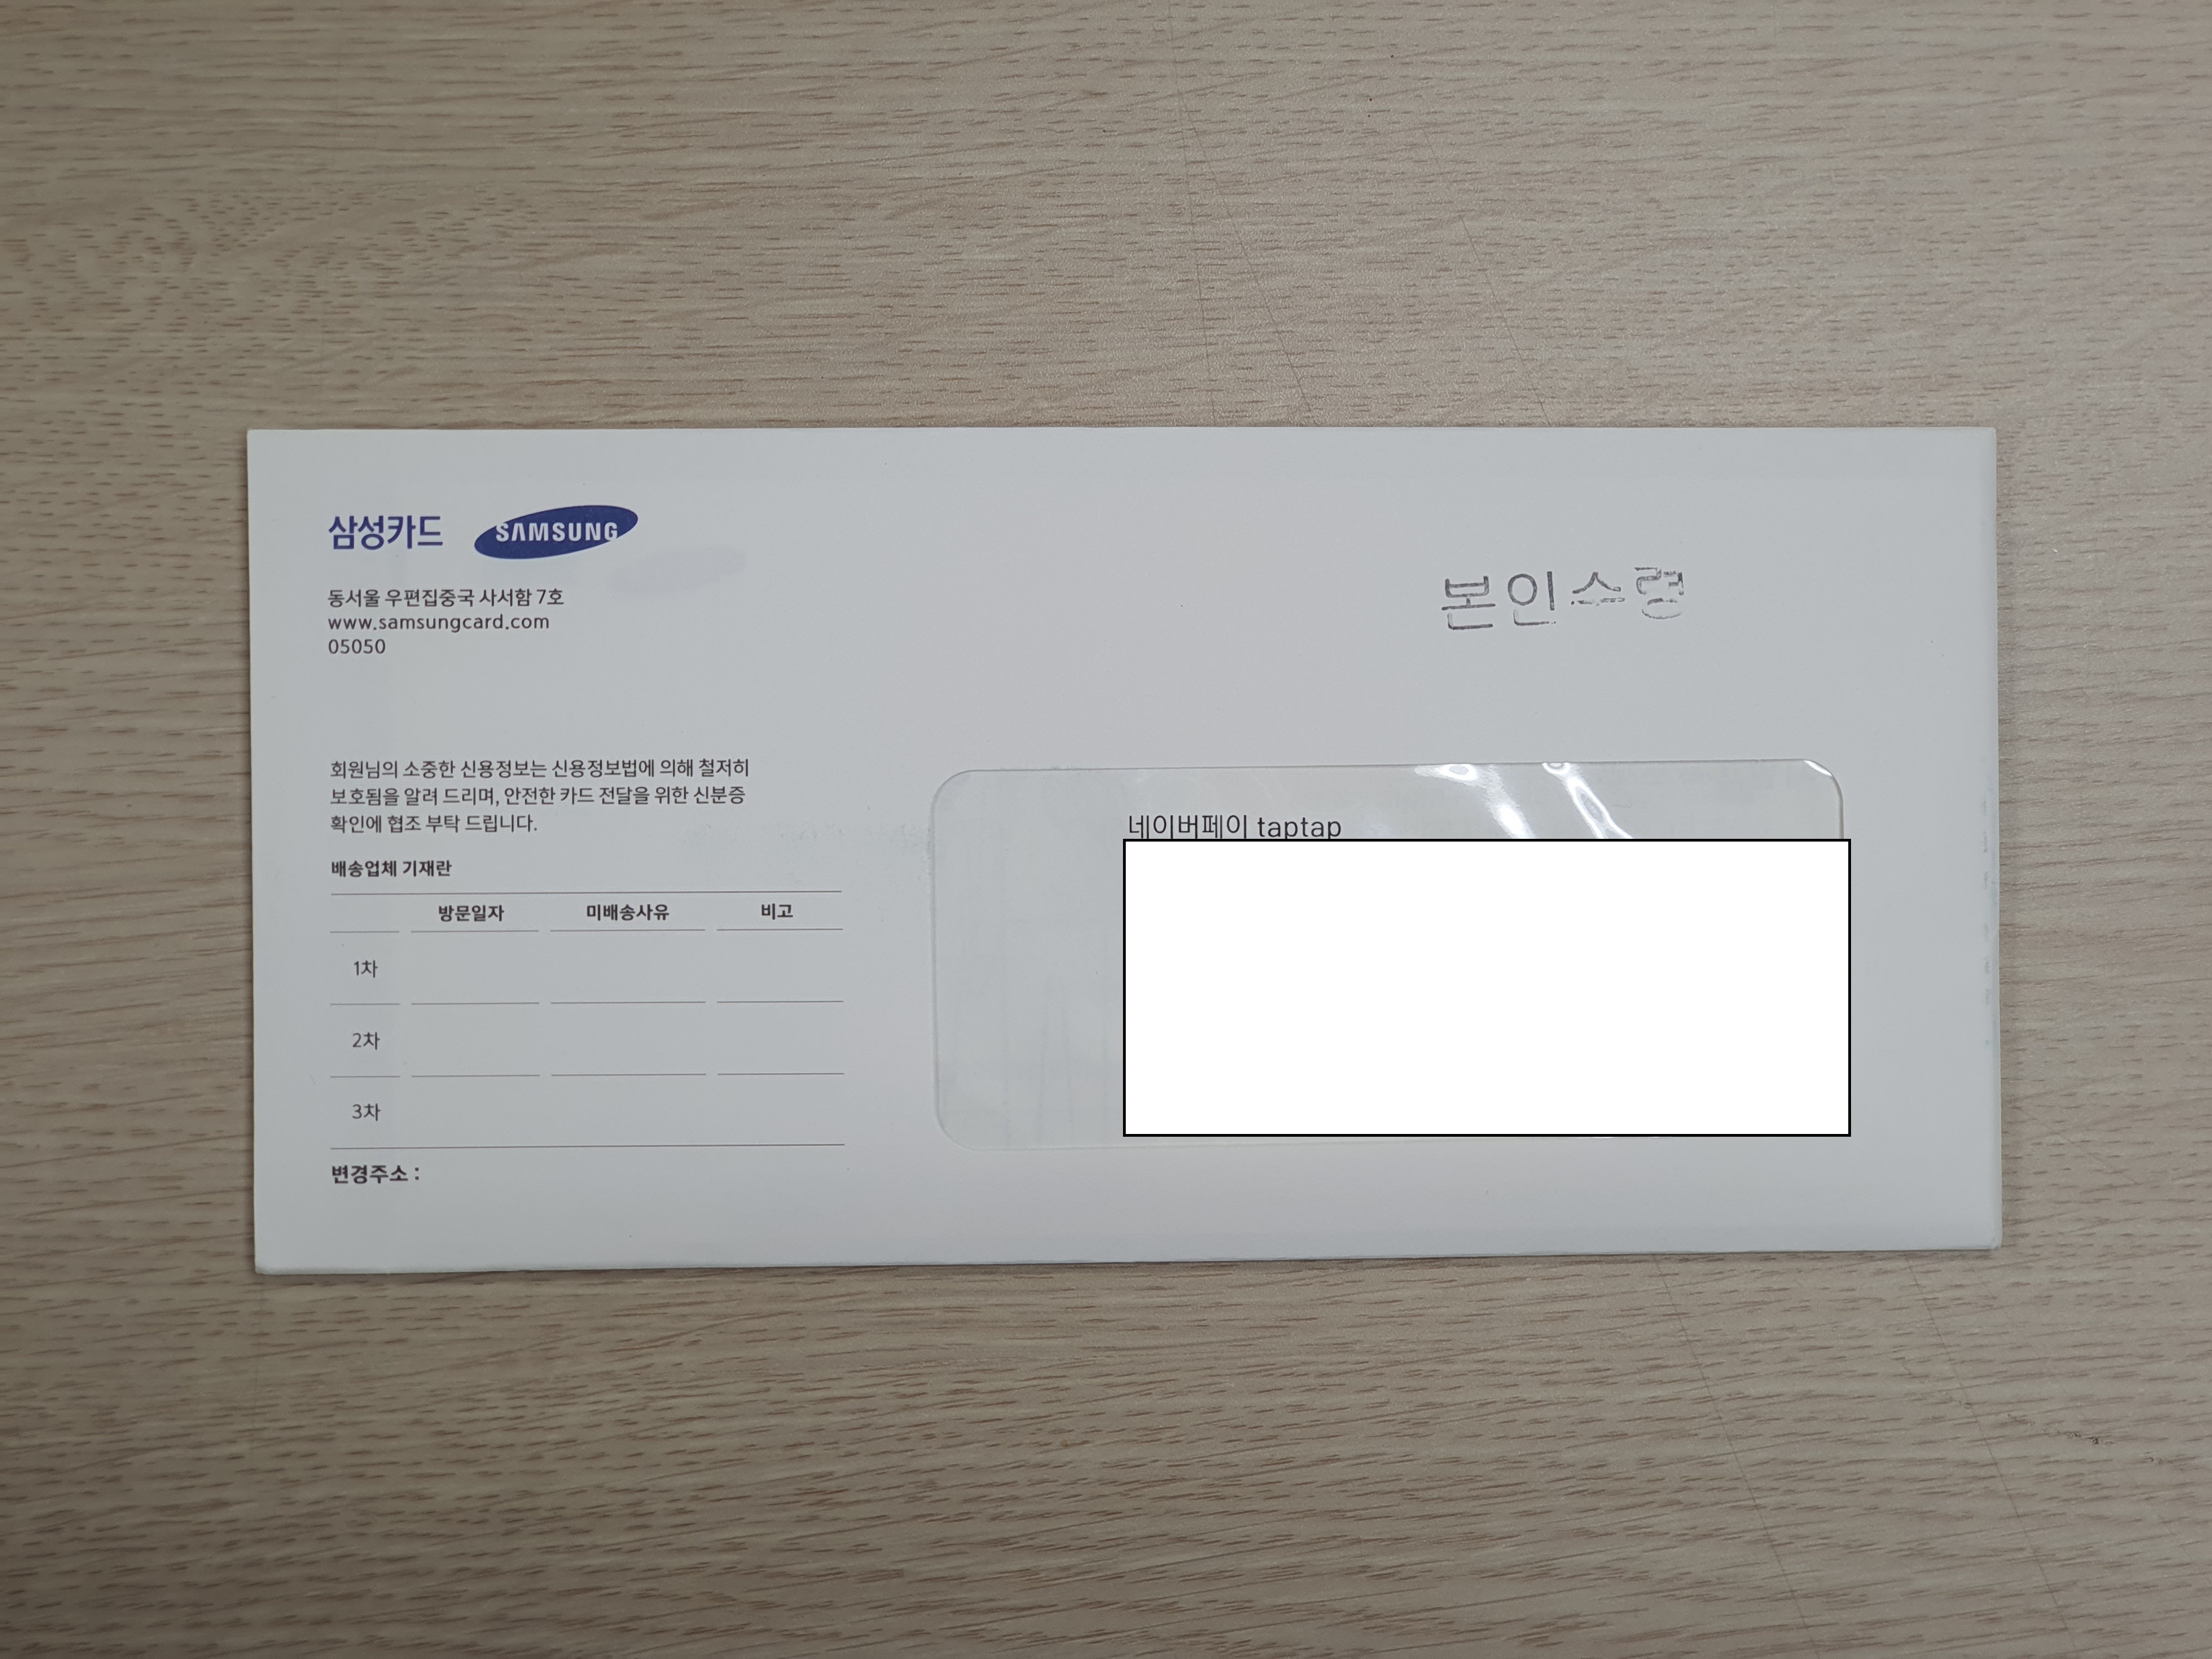 삼성카드 SAMSUNG
동서울 우편집중국 사서함 7호
www.samsungcard.com
05050
본인수령
회원님의 소중한 신용정보는 신용정보법에 의해 철저히
보호됨을 알려 드리며, 안전한 카드 전달을 위한 신분증
확인에 협조 부탁 드립니다.
배송업체 기재란
방문일자 미배송사유 비고
1차
2차
3차
변경주소 :
네이버페이 taptap